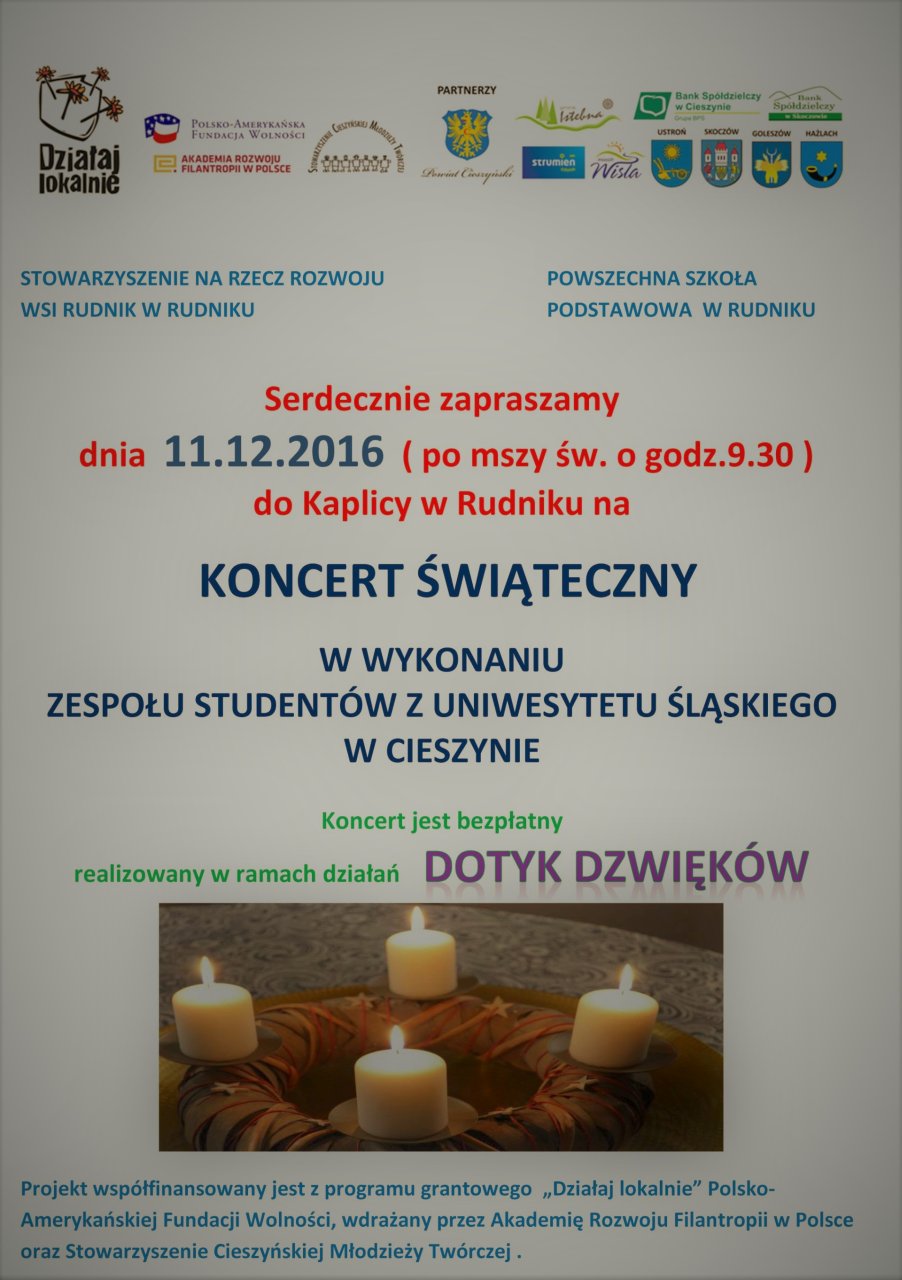 PARTNERZY
Działaj
lokalnie
POLSKO-AMERYKAŃSKA
FUNDACJA WOLNOŚCI
AKADEMIA ROZWOJU
FILANTROPII W POLSCE
STOWARZYSZENIE CIESZYŃSKIEJ MŁODZIEŻY TWÓRCZEJ
Powiat Cieszyński
Istebna
strumień
Wisła
Bank Spółdzielczy
w Cieszynie
Grupa BPS
Bank
Spółdzielczy
w Skoczowie
USTROŃ SKOCZÓW GOLESZÓW HAŻLACH
STOWARZYSZENIE NA RZECZ ROZWOJU
WSI RUDNIK W RUDNIKU
POWSZECHNA SZKOŁA
PODSTAWOWA W RUDNIKU
Serdecznie zapraszamy
dnia 11.12.2016 ( po mszy św. o godz.9.30 )
do Kaplicy w Rudniku na
KONCERT ŚWIĄTECZNY
W WYKONANIU
ZESPOŁU STUDENTÓW Z UNIWESYTETU ŚLĄSKIEGO
W CIESZYNIE
Koncert jest bezpłatny
realizowany w ramach działań DOTYK DZWIĘKÓW
Projekt współfinansowany jest z programu grantowego „Działaj lokalnie” Polsko-
Amerykańskiej Fundacji Wolności, wdrażany przez Akademię Rozwoju Filantropii w Polsce
oraz Stowarzyszenie Cieszyńskiej Młodzieży Twórczej .